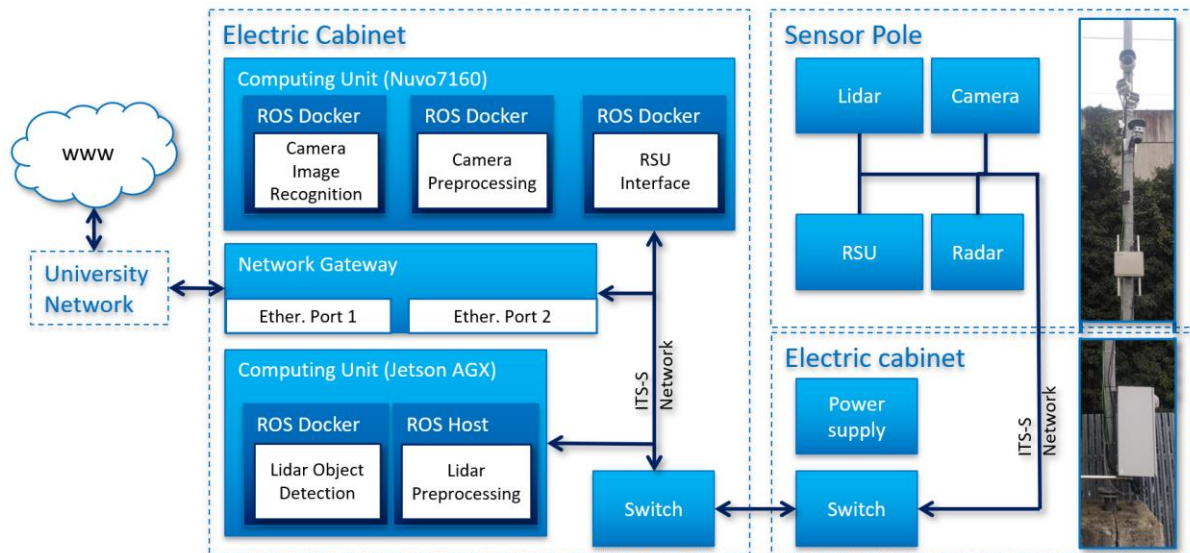 Electric Cabinet
Computing Unit (Nuvo7160)
ROS Docker
Camera
Image
Recognition
ROS Docker
Camera
Preprocessing
ROS Docker
RSU
Interface
www
University
Network
Network Gateway
Ether. Port 1
Ether. Port 2
Computing Unit (Jetson AGX)
ROS Docker
Lidar Object
Detection
ROS Host
Lidar
Preprocessing
ITS-S
Network
Switch
Sensor Pole
Lidar
Camera
RSU
Radar
Electric cabinet
Power
supply
Switch
ITS-S
Network